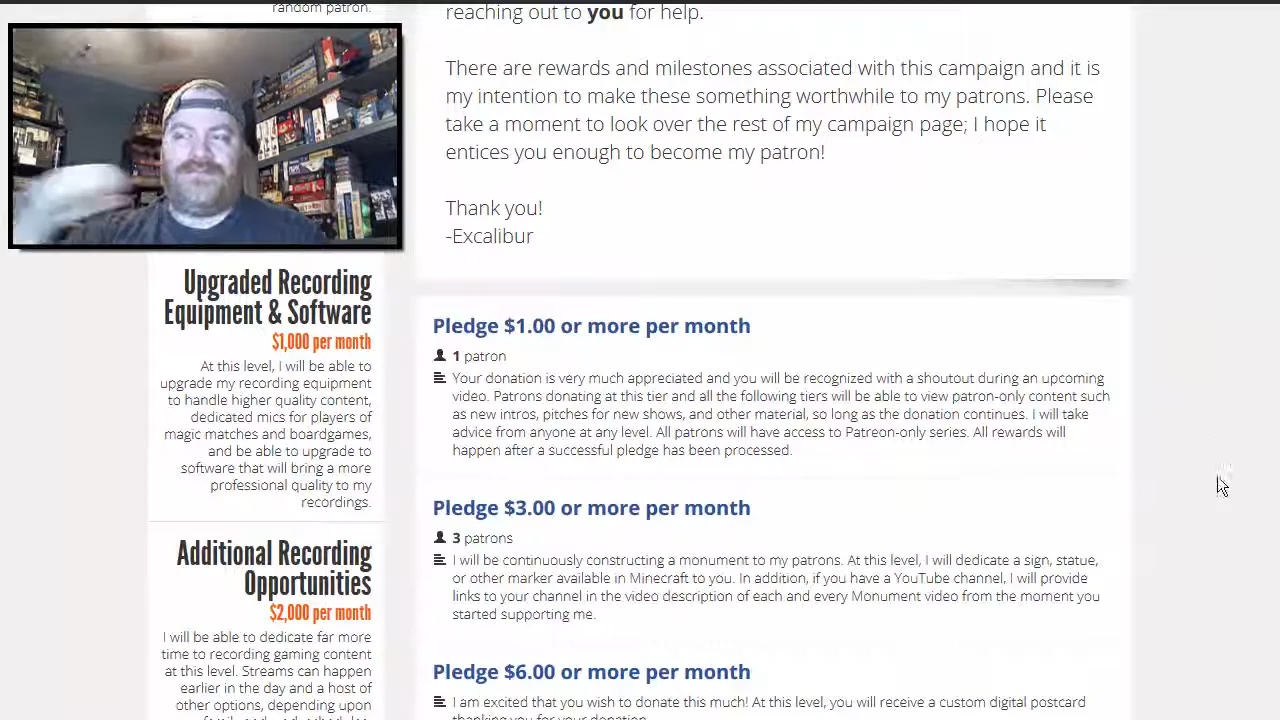 random patron.
Upgraded Recording
Equipment & Software
$1,000 per month
At this level, I will be able to
upgrade my recording equipment
to handle higher quality content,
dedicated mics for players of
magic matches and boardgames,
and be able to upgrade to
software that will bring a more
professional quality to my
recordings.
Additional Recording
Opportunities
$2,000 per month
I will be able to dedicate far more
time to recording gaming content
at this level. Streams can happen
earlier in the day and a host of
other options, depending upon
reaching out to you for help.
There are rewards and milestones associated with this campaign and it is
my intention to make these something worthwhile to my patrons. Please
take a moment to look over the rest of my campaign page; I hope it
entices you enough to become my patron!
Thank you!
-Excalibur
Pledge $1.00 or more per month
1 patron
Your donation is very much appreciated and you will be recognized with a shoutout during an upcoming
video. Patrons donating at this tier and all the following tiers will be able to view patron-only content such
as new intros, pitches for new shows, and other material, so long as the donation continues. I will take
advice from anyone at any level. All patrons will have access to Patreon-only series. All rewards will
happen after a successful pledge has been processed.
Pledge $3.00 or more per month
3 patrons
I will be continuously constructing a monument to my patrons. At this level, I will dedicate a sign, statue,
or other marker available in Minecraft to you. In addition, if you have a YouTube channel, I will provide
links to your channel in the video description of each and every Monument video from the moment you
started supporting me.
Pledge $6.00 or more per month
I am excited that you wish to donate this much! At this level, you will receive a custom digital postcard
thanking you for your donation.